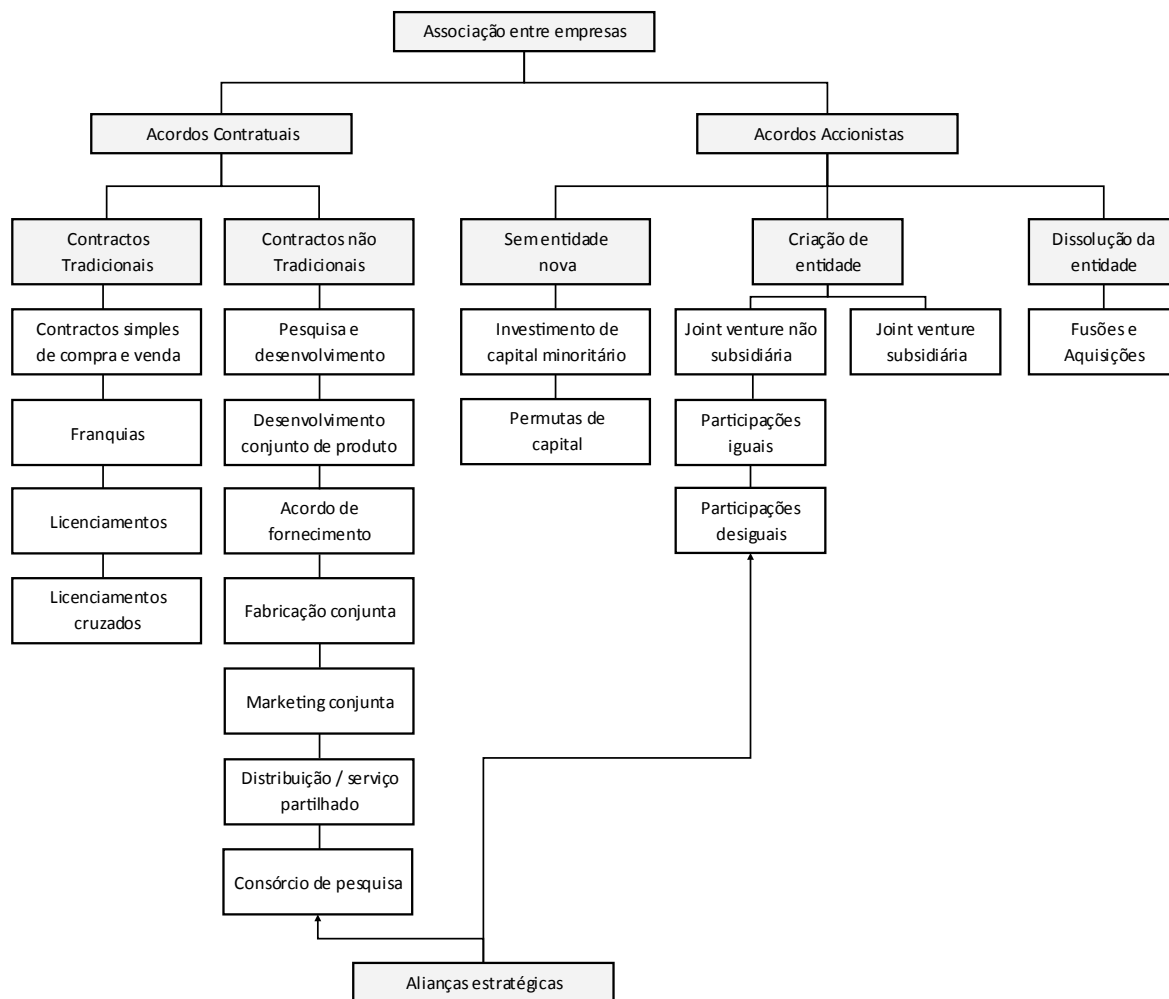 Associação entre empresas
Acordos Contratuais
Acordos Accionistas
Contractos
Tradicionais
Contractos não
Tradicionais
Sem entidade
nova
Criação de
entidade
Dissolução da
entidade
Contractos simples
de compra e venda
Pesquisa e
desenvolvimento
Investimento de
capital minoritário
Joint venture não
subsidiária
Joint venture
subsidiária
Fusões e
Aquisições
Franquias
Desenvolvimento
conjunto de produto
Permutas de
capital
Participações
iguais
Licenciamentos
Acordo de
fornecimento
Participações
desiguais
Licenciamentos
cruzados
Fabricação conjunta
Marketing conjunta
Distribuição / serviço
partilhado
Consórcio de pesquisa
Alianças estratégicas